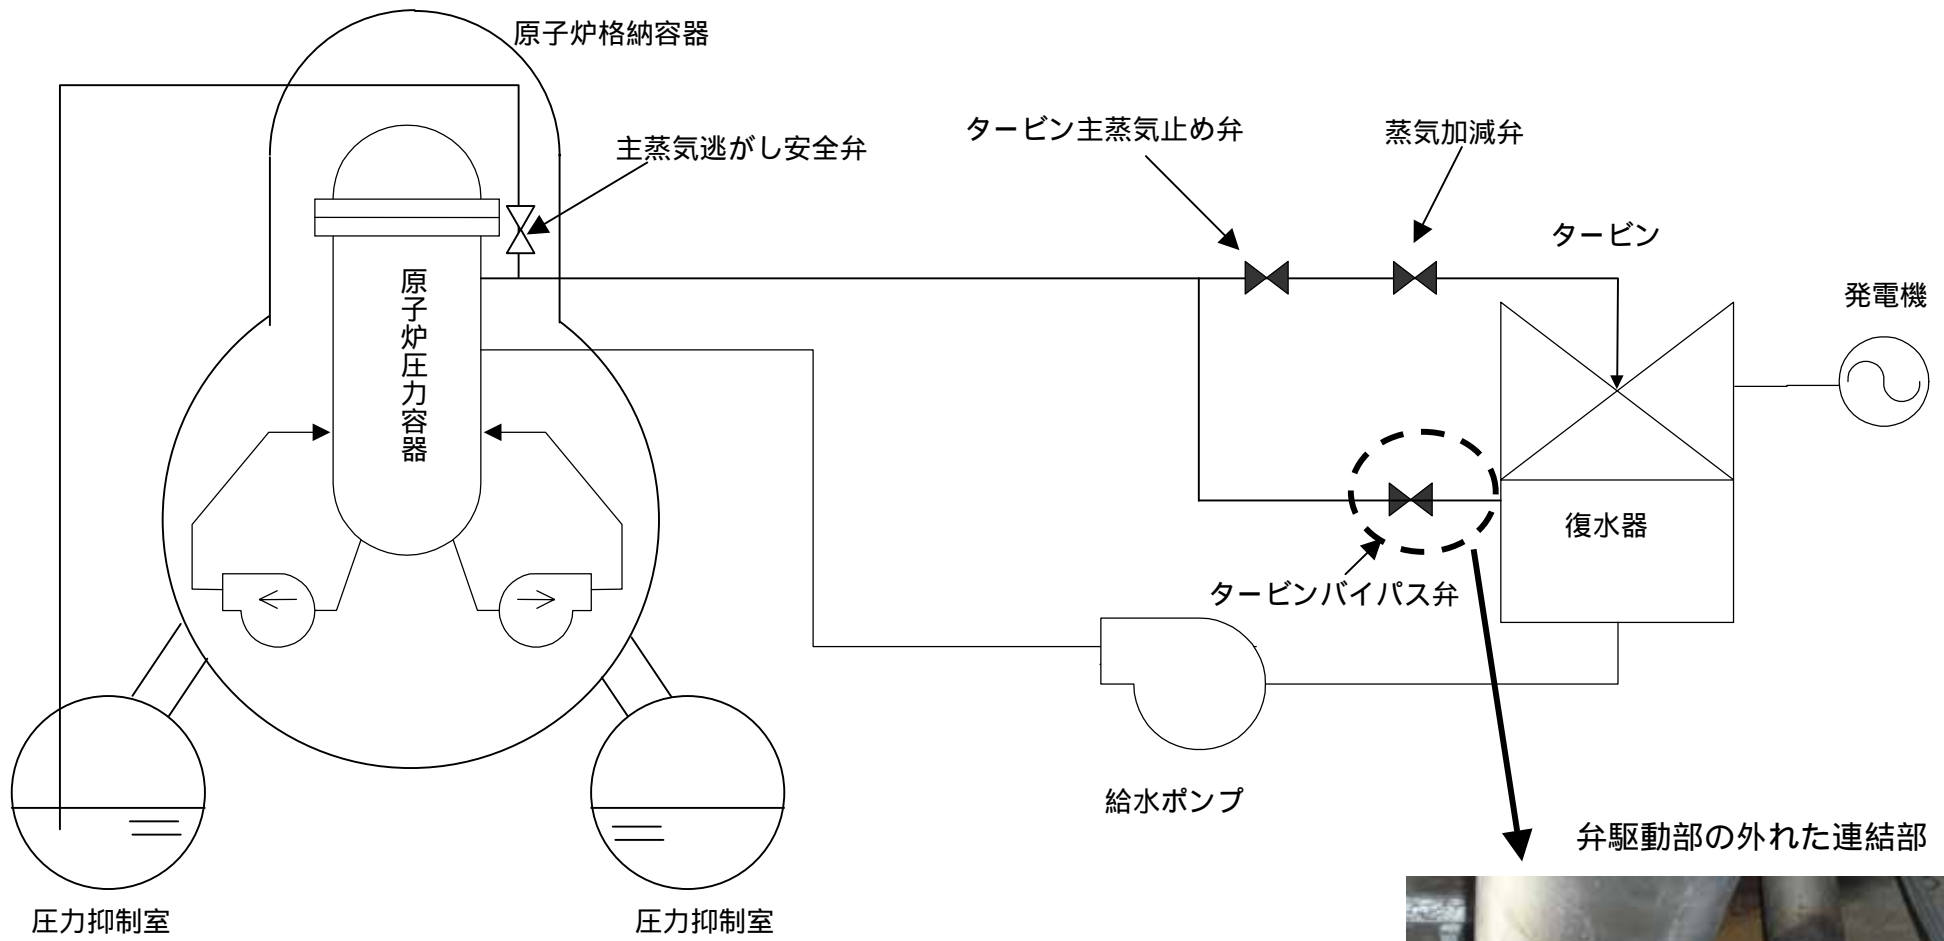 原子炉格納容器
主蒸気逃がし安全弁
タービン主蒸気止め弁
蒸気加減弁
タービン
発電機
原子炉圧力容器
復水器
タービンバイパス弁
給水ポンプ
弁駆動部の外れた連結部
圧力抑制室
圧力抑制室